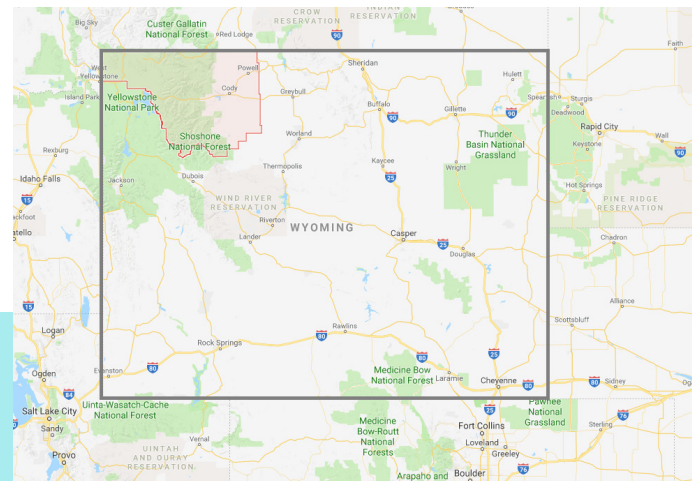 CROW
RESERVATION
INDIAN
RESERVATION
Big Sky
Custer Gallatin
National Forest
Red Lodge
90
Faith
West
Yellowstone
Powell
Sheridan
Hulett
Island Park
Yellowstone
National Park
Cody
Greybull
Buffalo
90
Gillette
90
Spearfish
Sturgis
Deadwood
90
Rexburg
Shoshone
National Forest
Worland
Thunder
Basin National
Grassland
Rapid City
Keystone
Wall
Idaho Falls
15
Jackson
Dubois
Thermopolis
Kaycee
25
Wright
Hot Springs
WIND RIVER
RESERVATION
PINE RIDGE
RESERVATION
ackfoot
atello
Riverton
Lander
WYOMING
Casper
25
Douglas
Chadron
15
Alliance
Logan
Rock Springs
80
Rawlins
80
25
Scottsbluff
Ogden
84
Evanston
80
Medicine Bow
National Forest
Laramie
Cheyenne
80
80
Sidney
Salt Lake City
Sandy
Uinta-Wasatch-Cache
National Forest
25
Pawnee
National
Grassland
76
Provo
Vernal
UINTAH
AND OURAY
RESERVATION
Medicine
Bow-Routt
National
Forests
Fort Collins
Loveland
Greeley
Sterling
Arapaho and
Boulder
76